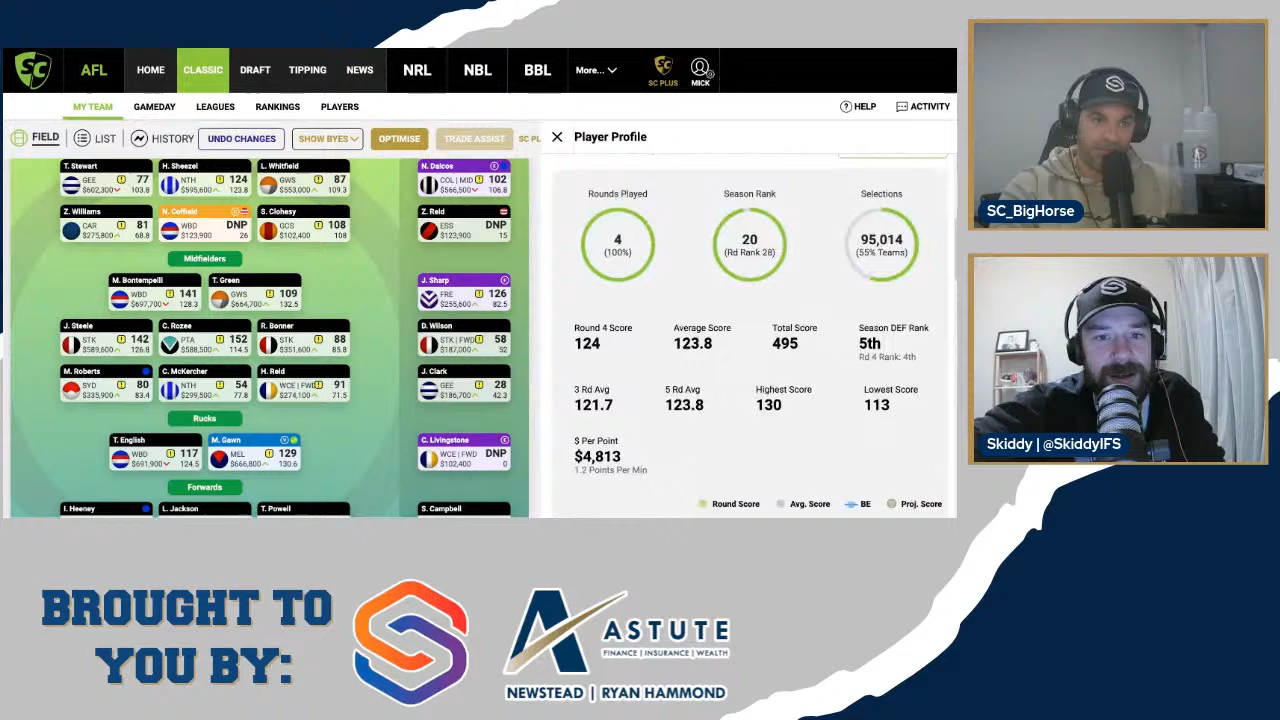 SC
AFL
HOME
CLASSIC
DRAFT
TIPPING
NEWS
NRL
NBL
BBL
More...
SC PLUS
MICK
MY TEAM
GAMEDAY
LEAGUES
RANKINGS
PLAYERS
HELP
ACTIVITY
FIELD
LIST
HISTORY
UNDO CHANGES
SHOW BYES
OPTIMISE
TRADE ASSIST
SC PL
Player Profile
T. Stewart
GEE 77
$602,300 103.8
H. Sheezel
NTH 124
$595,600 123.8
L. Whitfield
GWS 87
$553,000 109.3
N. Daicos
COL | MID 102
$566,500 106.8
Z. Williams
CAR 81
$275,800 68.8
N. Coffield
WBD DNP
$123,900 26
S. Clohesy
GCS 108
$102,400 108
Z. Reid
ESS DNP
$123,900 15
Midfielders
M. Bontempelli
WBD 141
$697,700 128.3
T. Green
GWS 109
$664,700 132.5
J. Sharp
FRE 126
$255,600 82.5
J. Steele
STK 142
$589,600 126.8
C. Rozee
PTA 152
$588,500 114.5
R. Bonner
STK 88
$351,600 85.8
D. Wilson
STK | FWD 58
$187,000 52
M. Roberts
SYD 80
$335,900 83.4
C. McKercher
NTH 54
$299,500 77.8
H. Reid
WCE | FWD 91
$274,100 71.5
J. Clark
GEE 28
$186,700 42.3
Rucks
T. English
WBD 117
$691,900 124.5
M. Gawn
MEL 129
$666,800 130.6
C. Livingstone
WCE | FWD DNP
$102,400 0
Forwards
I. Heeney
L. Jackson
T. Powell
S. Campbell
Rounds Played
4
(100%)
Season Rank
20
(Rd Rank 28)
Selections
95,014
(55% Teams)
Round 4 Score
124
Average Score
123.8
Total Score
495
Season DEF Rank
5th
Rd 4 Rank: 4th
3 Rd Avg
121.7
5 Rd Avg
123.8
Highest Score
130
Lowest Score
113
$ Per Point
$4,813
1.2 Points Per Min
Round Score
Avg. Score
BE
Proj. Score
SC_BigHorse
Skiddy | @SkiddyIFS
BROUGHT TO
YOU BY:
ASTUTE
FINANCE | INSURANCE | WEALTH
NEWSTEAD | RYAN HAMMOND